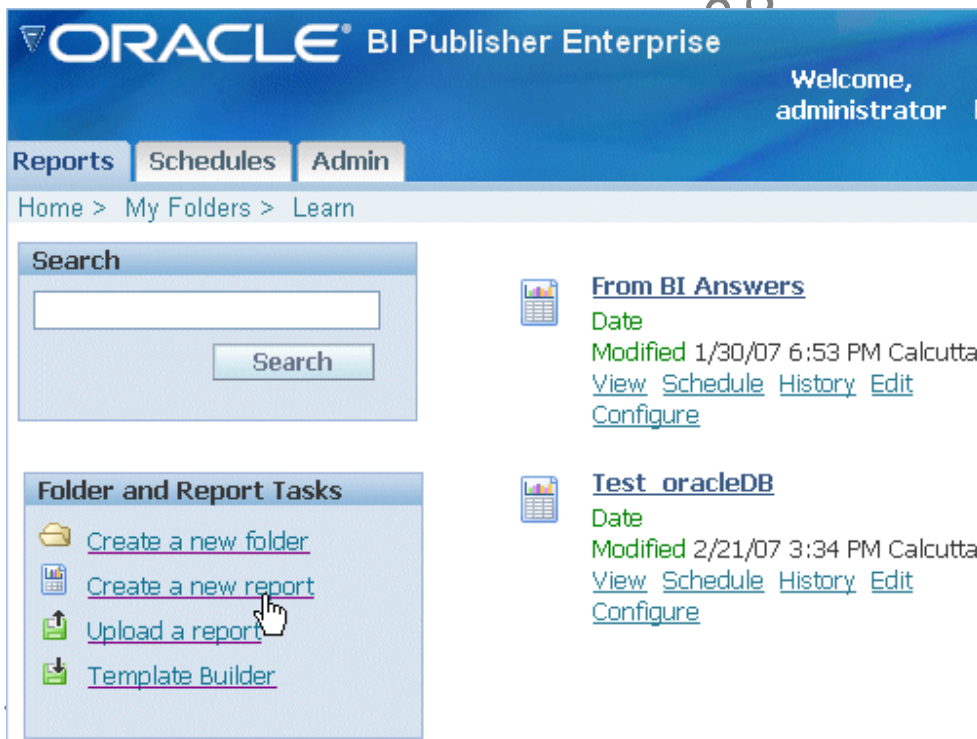 ORACLE® BI Publisher Enterprise
Welcome,
administrator
Reports Schedules Admin
Home > My Folders > Learn
Search
Search
Folder and Report Tasks
Create a new folder
Create a new report
Upload a report
Template Builder
From BI Answers
Date
Modified 1/30/07 6:53 PM Calcutta
View Schedule History Edit
Configure
Test oracleDB
Date
Modified 2/21/07 3:34 PM Calcutta
View Schedule History Edit
Configure